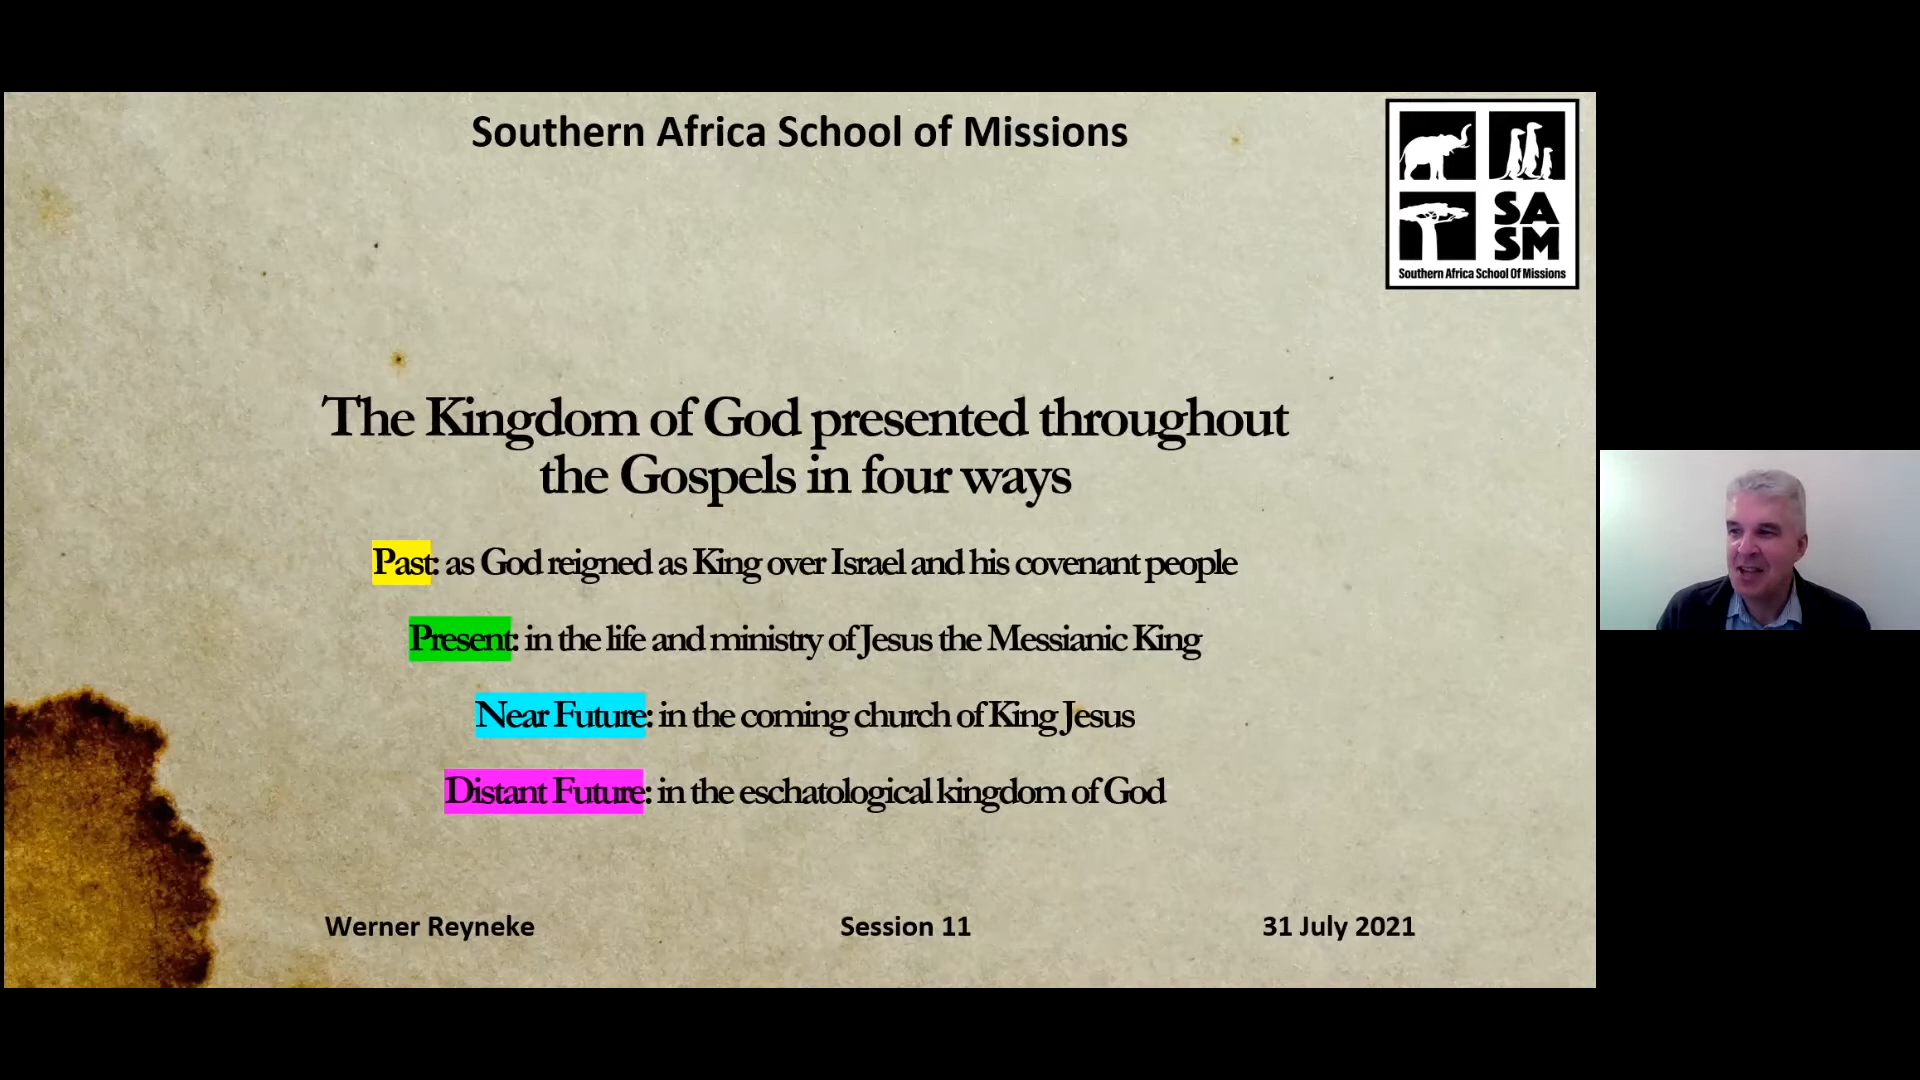 Southern Africa School of Missions
SA
SM
Southern Africa School Of Missions
The Kingdom of God presented throughout
the Gospels in four ways
Past: as God reigned as King over Israel and his covenant people
Present: in the life and ministry of Jesus the Messianic King
Near Future: in the coming church of King Jesus
Distant Future: in the eschatological kingdom of God
Werner Reyneke Session 11 31 July 2021